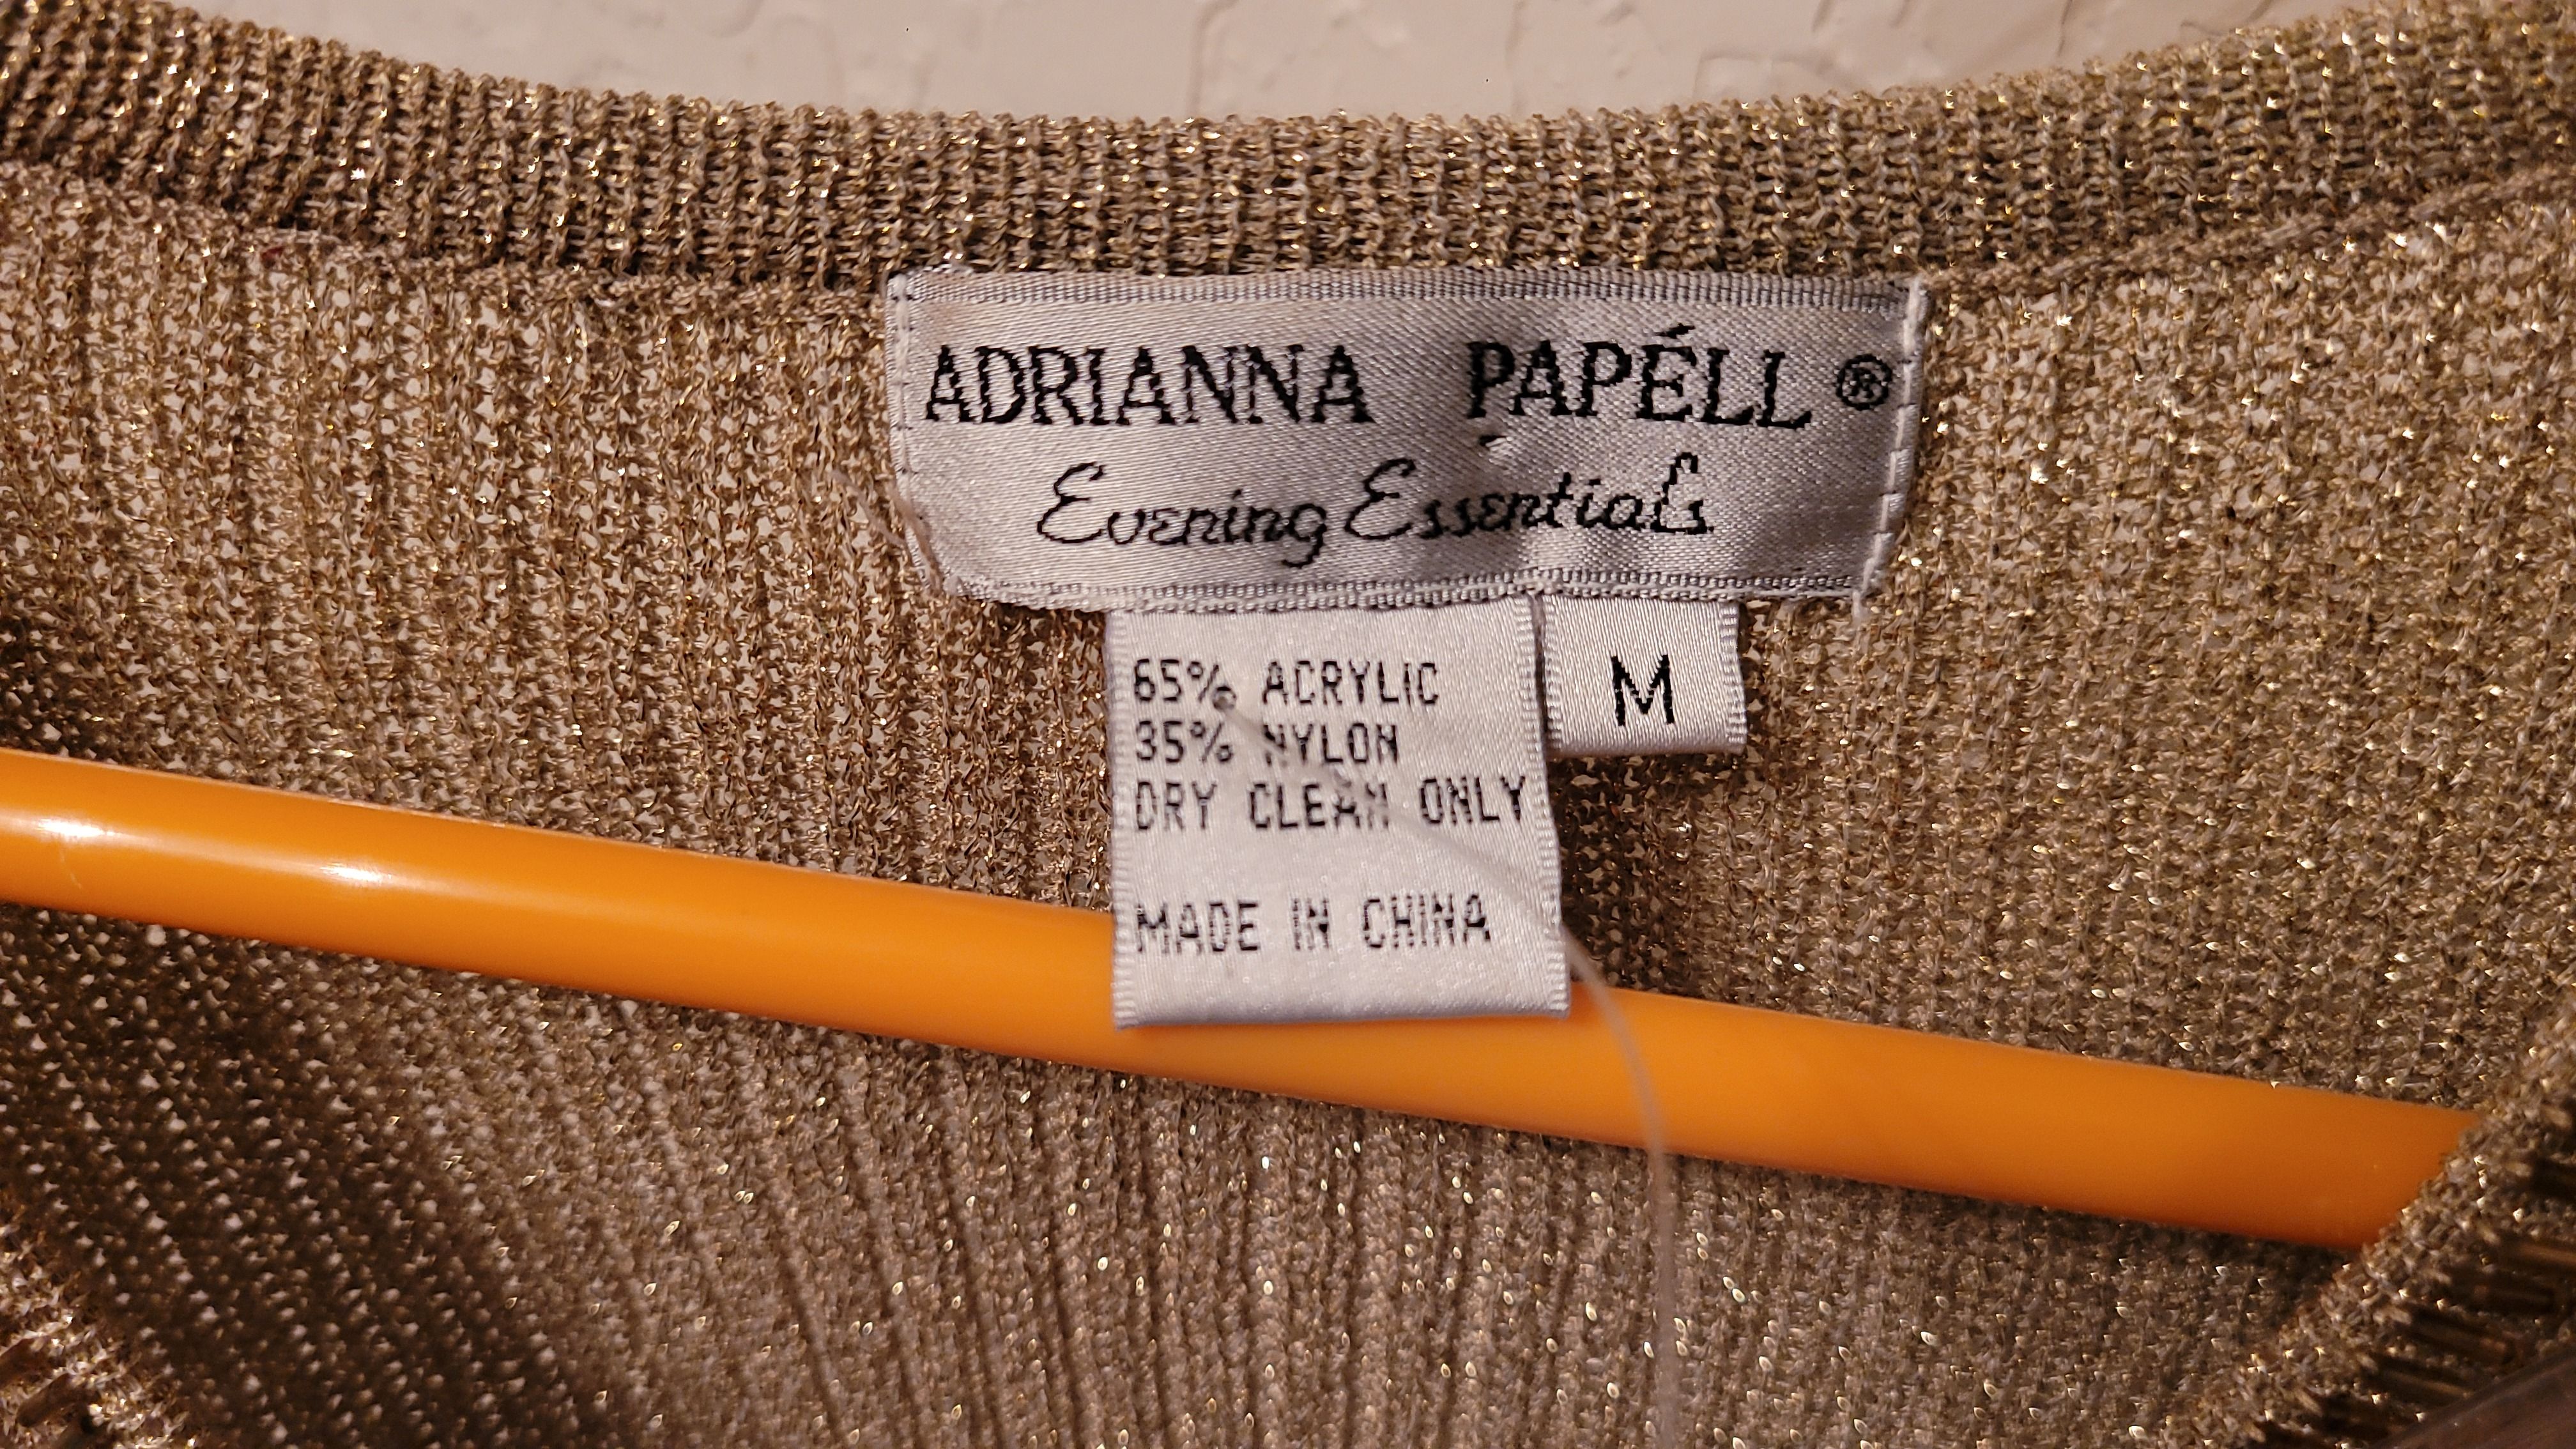 ADRIANNA PAPÉLL ®
Evening Essentials
65% ACRYLIC
35% NYLON
DRY CLEAN ONLY
MADE IN CHINA
M